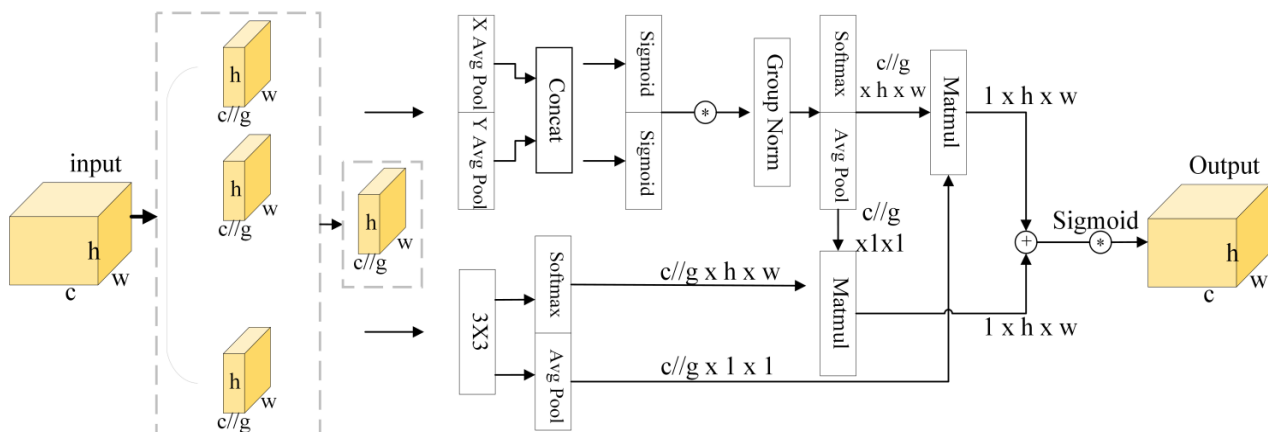 input
h
w
c
h
w
c//g
h
w
c//g
h
w
c//g
h
w
c//g
X Avg Pool
Y Avg Pool
Concat
Sigmoid
Sigmoid
*
Group Norm
Softmax
Avg Pool
c//g
x h x w
Matmul
1 x h x w
c//g
x1x1
3X3
Softmax
Avg Pool
c//g x h x w
c//g x 1 x 1
Matmul
1 x h x w
+
Sigmoid
*
Output
h
w
c